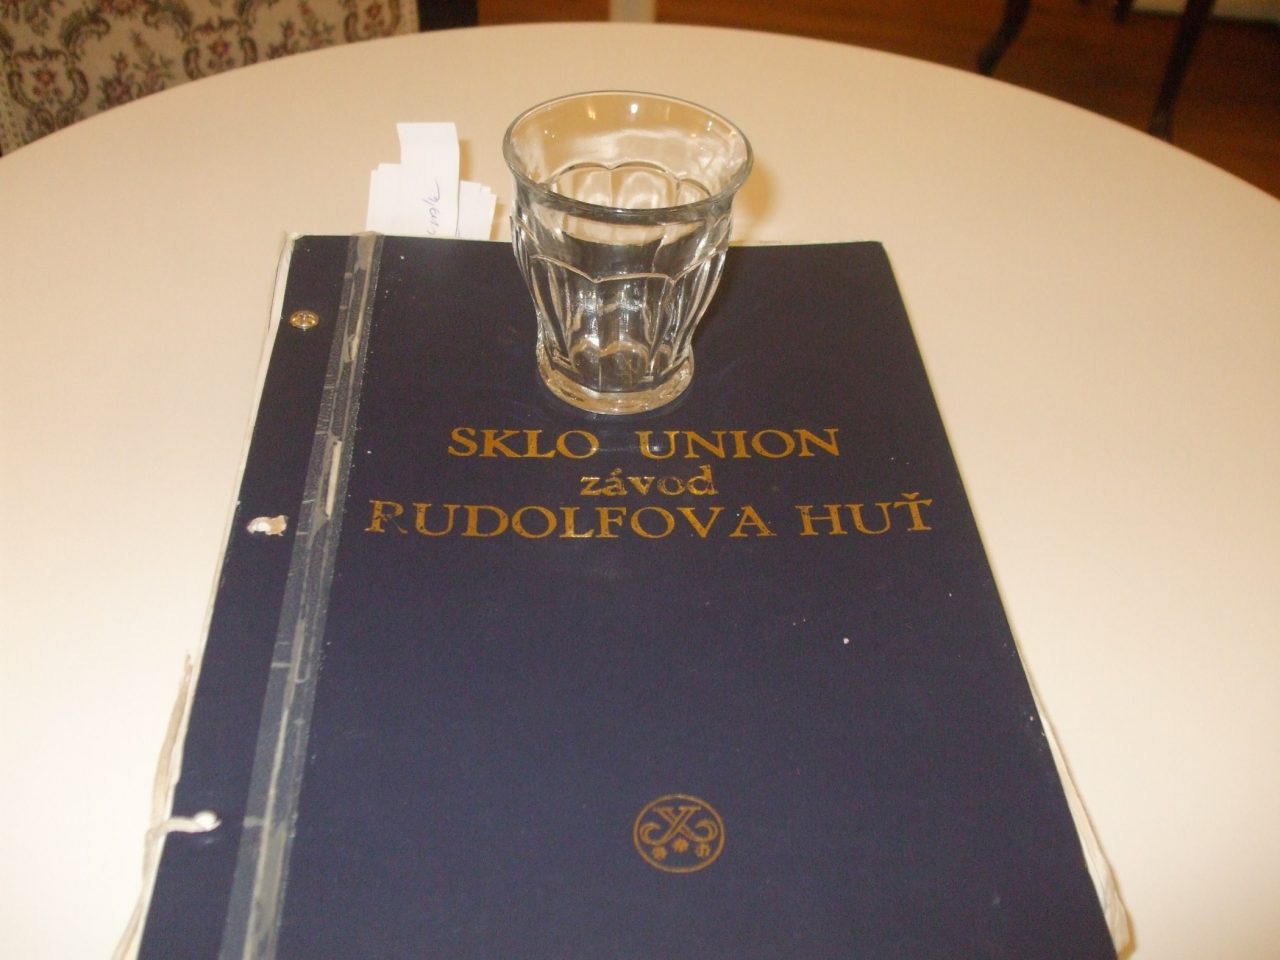 SKLO UNION
závod
RUDOLFOVA HUŤ